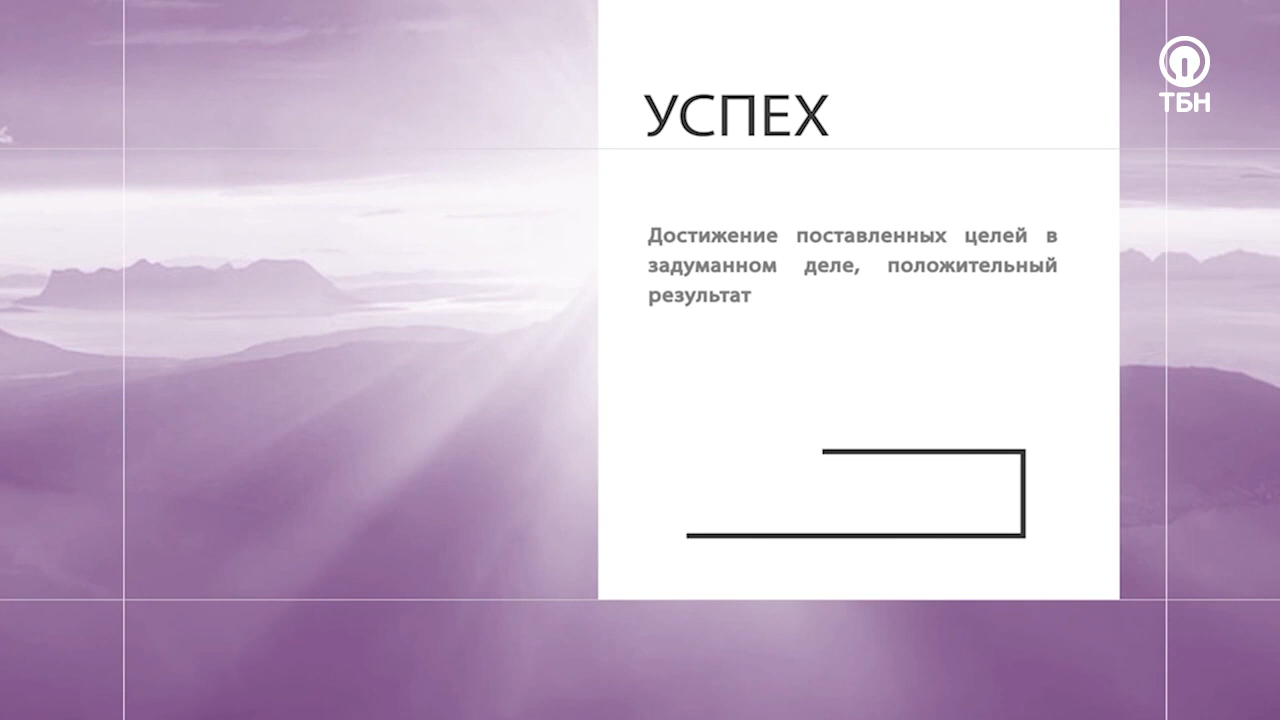 УСПЕХ
Достижение поставленных целей в
задуманном деле, положительный
результат
ТБН